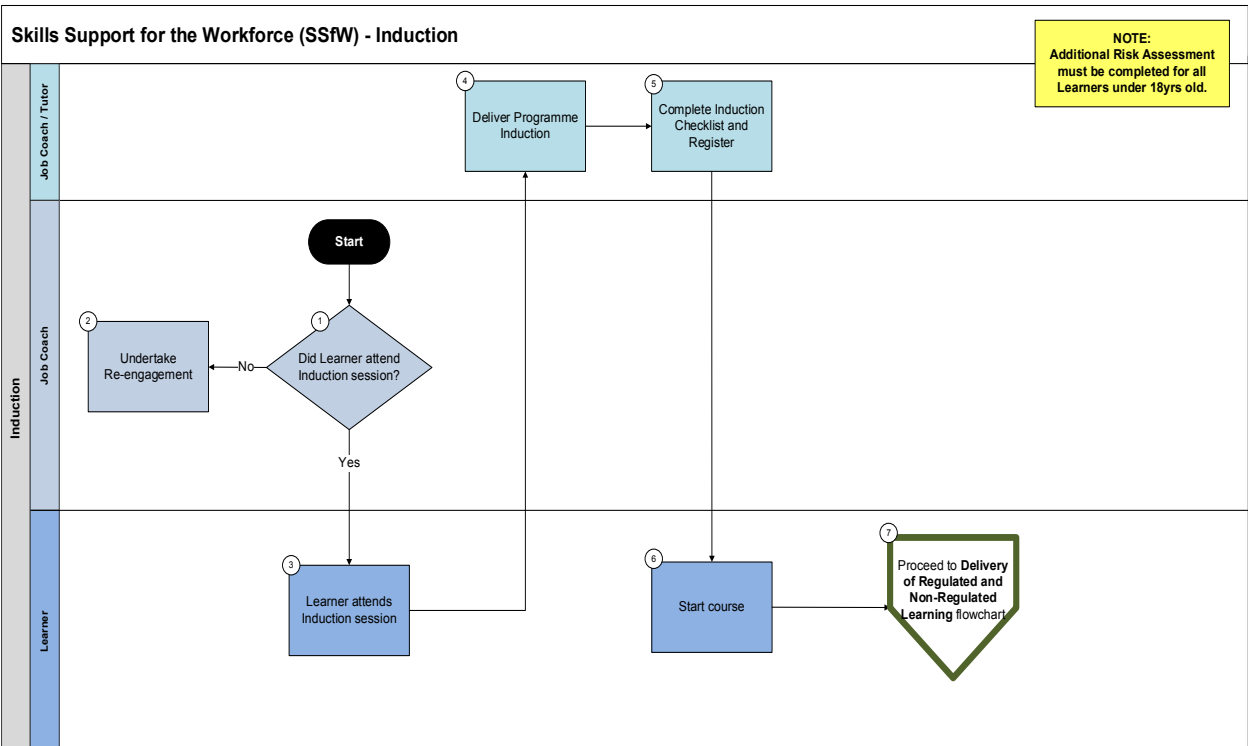 Skills Support for the Workforce (SSfW) - Induction
NOTE:
Additional Risk Assessment
must be completed for all
Learners under 18yrs old.
Induction
Job Coach / Tutor
4
Deliver Programme
Induction
5
Complete Induction
Checklist and
Register
Job Coach
Start
1
Did Learner attend
Induction session?
No
2
Undertake
Re-engagement
Yes
Learner
3
Learner attends
Induction session
6
Start course
7
Proceed to Delivery
of Regulated and
Non-Regulated
Learning flowchart